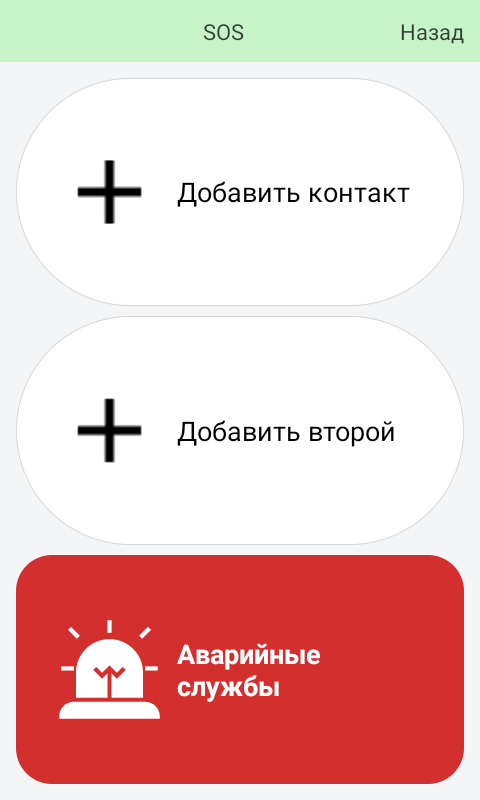 SOS
Назад
Добавить контакт
Добавить второй
Аварийные
службы